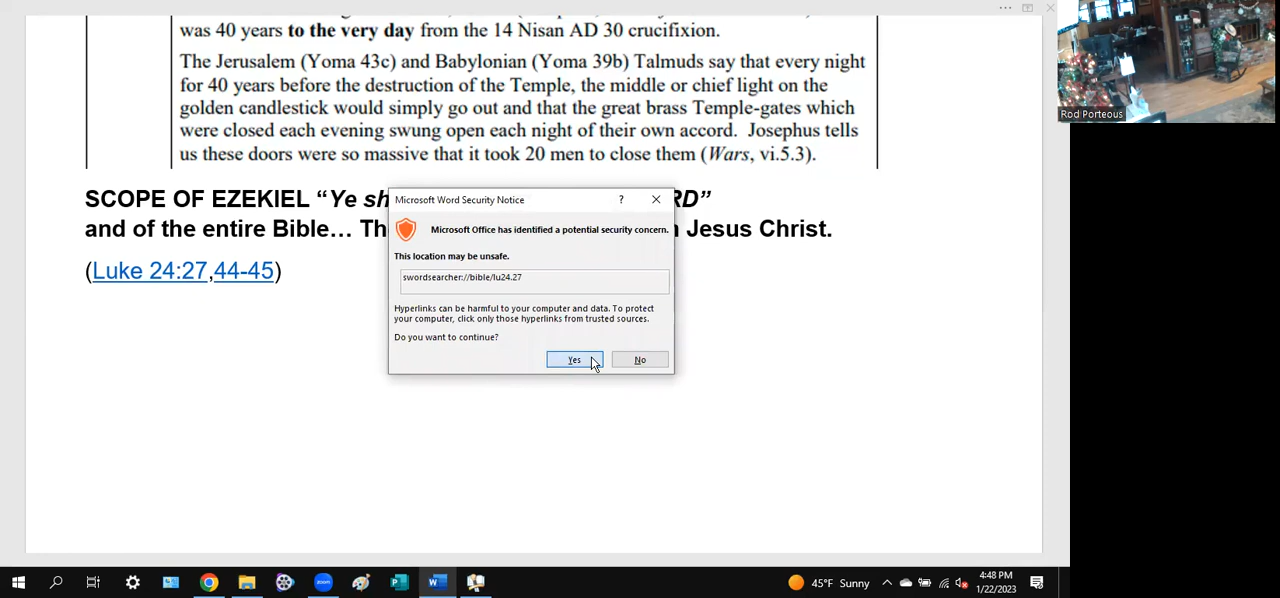 was 40 years to the very day from the 14 Nisan AD 30 crucifixion.
The Jerusalem (Yoma 43c) and Babylonian (Yoma 39b) Talmuds say that every night
for 40 years before the destruction of the Temple, the middle or chief light on the
golden candlestick would simply go out and that the great brass Temple-gates which
were closed each evening swung open each night of their own accord. Josephus tells
us these doors were so massive that it took 20 men to close them (Wars, vi.5.3).
SCOPE OF EZEKIEL “Ye sh RD”
and of the entire Bible… Th Jesus Christ.
(Luke 24:27,44-45)
Microsoft Word Security Notice
?
Microsoft Office has identified a potential security concern.
This location may be unsafe.
swordsearcher://bible/lu24.27
Hyperlinks can be harmful to your computer and data. To protect
your computer, click only those hyperlinks from trusted sources.
Do you want to continue?
Yes No
Rod Porteous
45°F Sunny
4:48 PM
1/22/2023